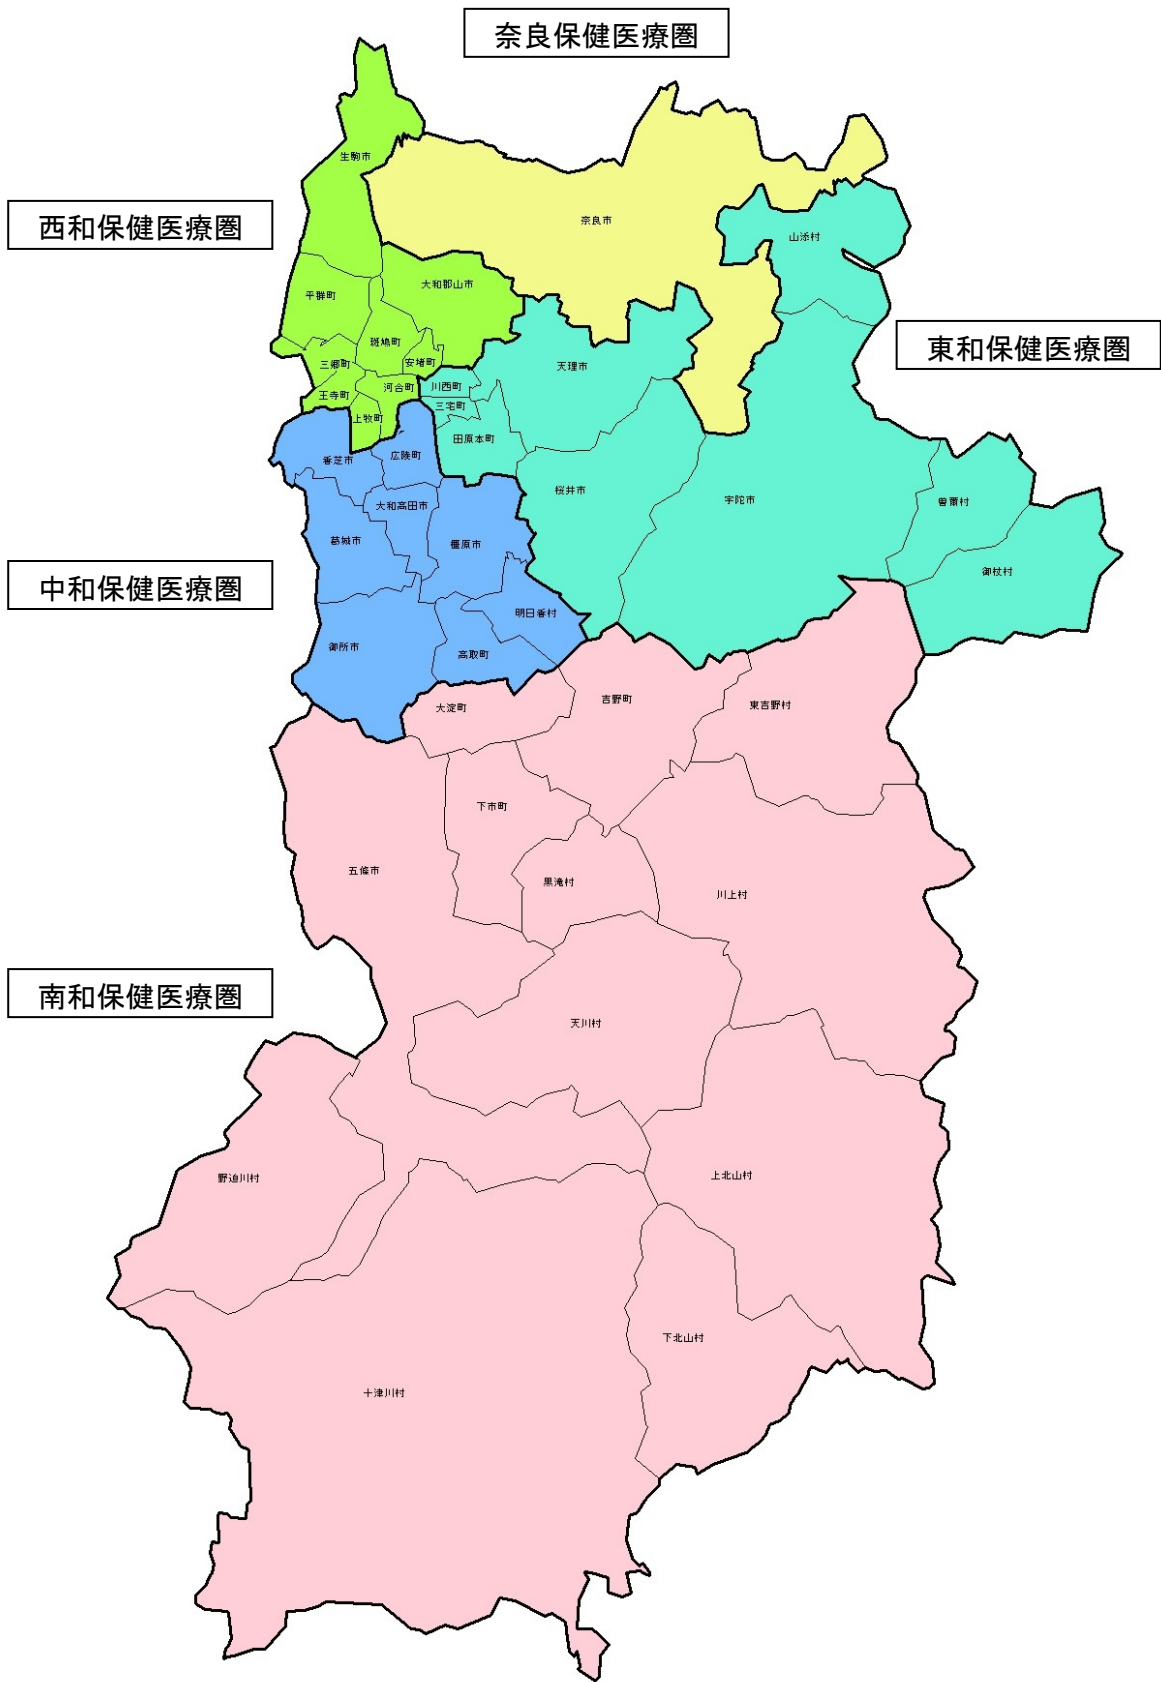 奈良保健医療圏
生駒市
西和保健医療圏
奈良市
山添村
大和郡山市
平群町
斑鳩町
東和保健医療圏
三郷町
安堵町
天理市
川西町
河合町
王寺町
三宅町
上牧町
田原本町
広陵町
香芝市
桜井市
宇陀市
曽爾村
大和高田市
葛城市
橿原市
御杖村
中和保健医療圏
明日香村
御所市
高取町
吉野町
東吉野村
大淀町
下市町
五條市
黒滝村
川上村
南和保健医療圏
天川村
野迫川村
上北山村
下北山村
十津川村